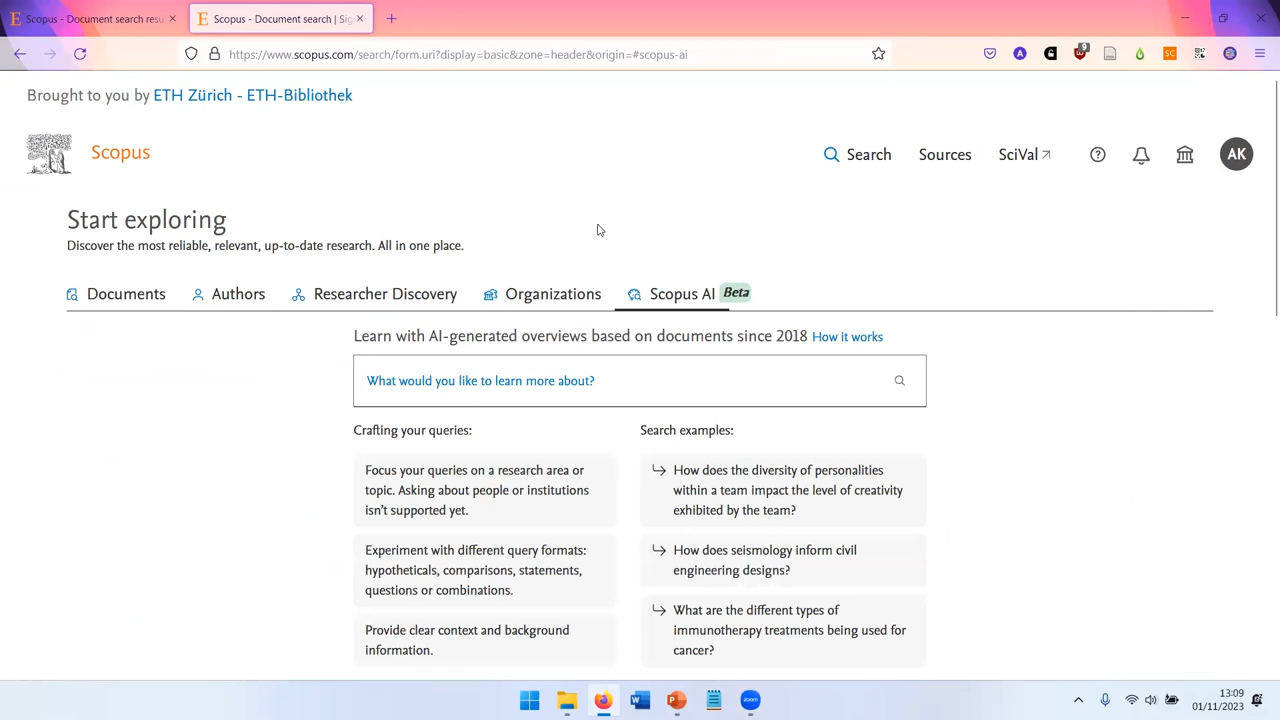 Scopus - Document search resu
Scopus - Document search | Sig
https://www.scopus.com/search/form.uri?display=basic&zone=header&origin=#scopus-ai
9
A
SC
Brought to you by ETH Zürich - ETH-Bibliothek
Scopus
Search
Sources
SciVal
AK
Start exploring
Discover the most reliable, relevant, up-to-date research. All in one place.
Documents
Authors
Researcher Discovery
Organizations
Scopus AI Beta
Learn with AI-generated overviews based on documents since 2018 How it works
What would you like to learn more about?
Crafting your queries:
Focus your queries on a research area or
topic. Asking about people or institutions
isn't supported yet.
Experiment with different query formats:
hypotheticals, comparisons, statements,
questions or combinations.
Provide clear context and background
information.
Search examples:
How does the diversity of personalities
within a team impact the level of creativity
exhibited by the team?
How does seismology inform civil
engineering designs?
What are the different types of
immunotherapy treatments being used for
cancer?
zoom
13:09
01/11/2023